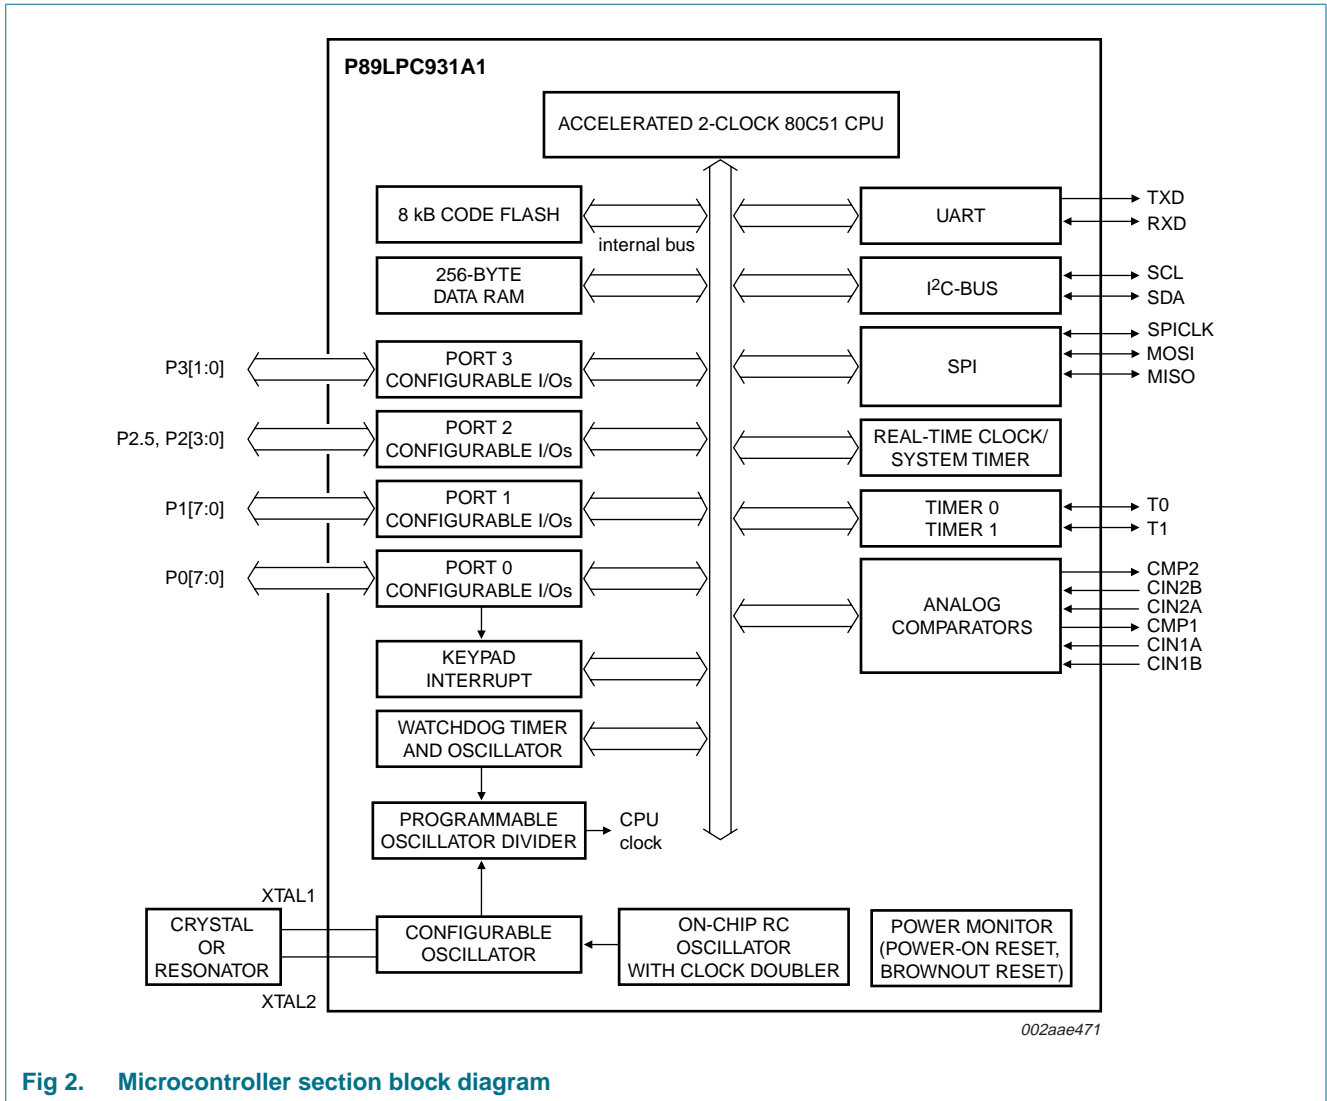 P89LPC931A1
ACCELERATED 2-CLOCK 80C51 CPU
8 kB CODE FLASH
internal bus
256-BYTE
DATA RAM
P3[1:0]
PORT 3
CONFIGURABLE I/Os
P2.5, P2[3:0]
PORT 2
CONFIGURABLE I/Os
P1[7:0]
PORT 1
CONFIGURABLE I/Os
P0[7:0]
PORT 0
CONFIGURABLE I/Os
KEYPAD
INTERRUPT
WATCHDOG TIMER
AND OSCILLATOR
PROGRAMMABLE
OSCILLATOR DIVIDER
CPU
clock
UART
TXD
RXD
I2C-BUS
SCL
SDA
SPI
SPICLK
MOSI
MISO
REAL-TIME CLOCK/
SYSTEM TIMER
TIMER 0
TIMER 1
T0
T1
ANALOG
COMPARATORS
CMP2
CIN2B
CIN2A
CMP1
CIN1A
CIN1B
XTAL1
CRYSTAL
OR
RESONATOR
XTAL2
CONFIGURABLE
OSCILLATOR
ON-CHIP RC
OSCILLATOR
WITH CLOCK DOUBLER
POWER MONITOR
(POWER-ON RESET,
BROWNOUT RESET)
002aae471
Fig 2. Microcontroller section block diagram